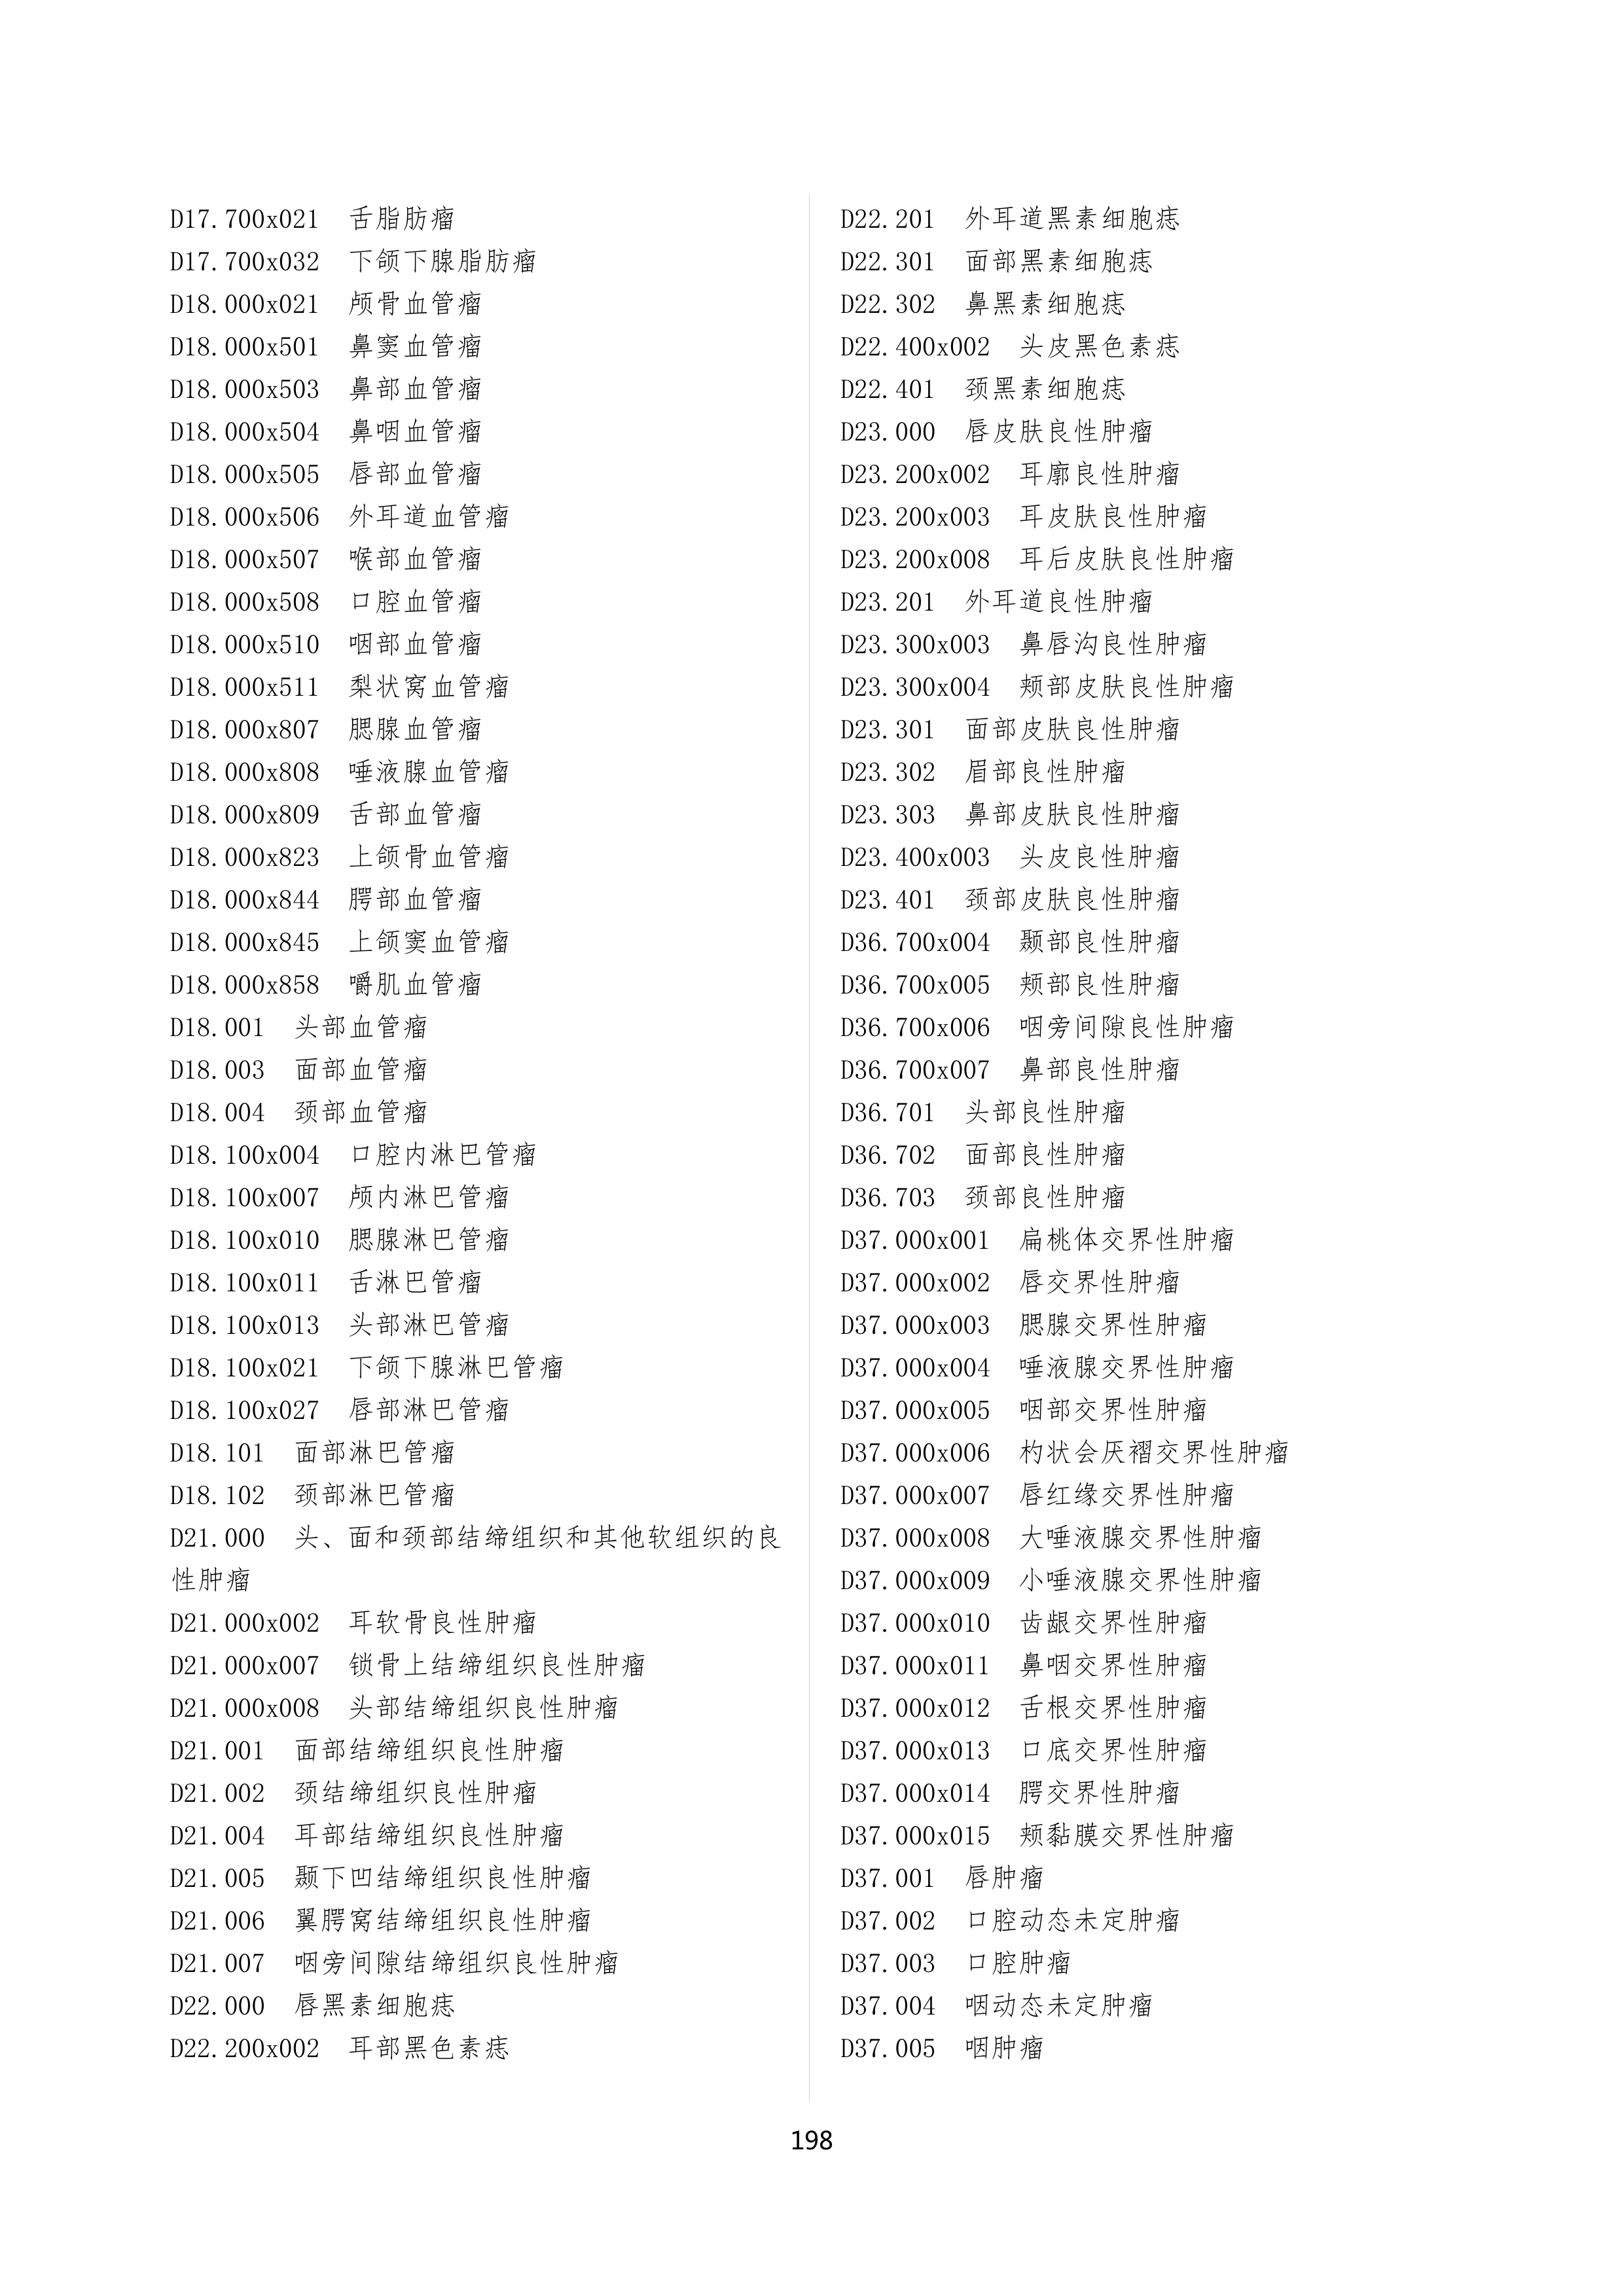 D17.700x021 舌脂肪瘤
D17.700x032 下颌下腺脂肪瘤
D18.000x021 颅骨血管瘤
D18.000x501 鼻窦血管瘤
D18.000x503 鼻部血管瘤
D18.000x504 鼻咽血管瘤
D18.000x505 唇部血管瘤
D18.000x506 外耳道血管瘤
D18.000x507 喉部血管瘤
D18.000x508 口腔血管瘤
D18.000x510 咽部血管瘤
D18.000x511 梨状窝血管瘤
D18.000x807 腮腺血管瘤
D18.000x808 唾液腺血管瘤
D18.000x809 舌部血管瘤
D18.000x823 上颌骨血管瘤
D18.000x844 腭部血管瘤
D18.000x845 上颌窦血管瘤
D18.000x858 嚼肌血管瘤
D18.001 头部血管瘤
D18.003 面部血管瘤
D18.004 颈部血管瘤
D18.100x004 口腔内淋巴管瘤
D18.100x007 颅内淋巴管瘤
D18.100x010 腮腺淋巴管瘤
D18.100x011 舌淋巴管瘤
D18.100x013 头部淋巴管瘤
D18.100x021 下颌下腺淋巴管瘤
D18.100x027 唇部淋巴管瘤
D18.101 面部淋巴管瘤
D18.102 颈部淋巴管瘤
D21.000 头、面和颈部结缔组织和其他软组织的良
性肿瘤
D21.000x002 耳软骨良性肿瘤
D21.000x007 锁骨上结缔组织良性肿瘤
D21.000x008 头部结缔组织良性肿瘤
D21.001 面部结缔组织良性肿瘤
D21.002 颈结缔组织良性肿瘤
D21.004 耳部结缔组织良性肿瘤
D21.005 颞下凹结缔组织良性肿瘤
D21.006 翼腭窝结缔组织良性肿瘤
D21.007 咽旁间隙结缔组织良性肿瘤
D22.000 唇黑素细胞痣
D22.200x002 耳部黑色素痣
D22.201 外耳道黑素细胞痣
D22.301 面部黑素细胞痣
D22.302 鼻黑素细胞痣
D22.400x002 头皮黑色素痣
D22.401 颈黑素细胞痣
D23.000 唇皮肤良性肿瘤
D23.200x002 耳廓良性肿瘤
D23.200x003 耳皮肤良性肿瘤
D23.200x008 耳后皮肤良性肿瘤
D23.201 外耳道良性肿瘤
D23.300x003 鼻唇沟良性肿瘤
D23.300x004 颊部皮肤良性肿瘤
D23.301 面部皮肤良性肿瘤
D23.302 眉部良性肿瘤
D23.303 鼻部皮肤良性肿瘤
D23.400x003 头皮良性肿瘤
D23.401 颈部皮肤良性肿瘤
D36.700x004 颞部良性肿瘤
D36.700x005 颊部良性肿瘤
D36.700x006 咽旁间隙良性肿瘤
D36.700x007 鼻部良性肿瘤
D36.701 头部良性肿瘤
D36.702 面部良性肿瘤
D36.703 颈部良性肿瘤
D37.000x001 扁桃体交界性肿瘤
D37.000x002 唇交界性肿瘤
D37.000x003 腮腺交界性肿瘤
D37.000x004 唾液腺交界性肿瘤
D37.000x005 咽部交界性肿瘤
D37.000x006 杓状会厌褶交界性肿瘤
D37.000x007 唇红缘交界性肿瘤
D37.000x008 大唾液腺交界性肿瘤
D37.000x009 小唾液腺交界性肿瘤
D37.000x010 齿龈交界性肿瘤
D37.000x011 鼻咽交界性肿瘤
D37.000x012 舌根交界性肿瘤
D37.000x013 口底交界性肿瘤
D37.000x014 腭交界性肿瘤
D37.000x015 颊黏膜交界性肿瘤
D37.001 唇肿瘤
D37.002 口腔动态未定肿瘤
D37.003 口腔肿瘤
D37.004 咽动态未定肿瘤
D37.005 咽肿瘤
198